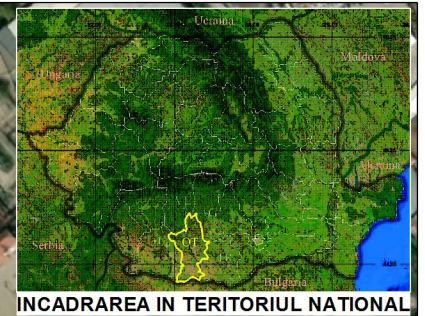 Ucraina
Moldova
Ungaria
Ucraina
OT
Serbia
Bulgaria
INCADRAREA IN TERITORIUL NATIONAL